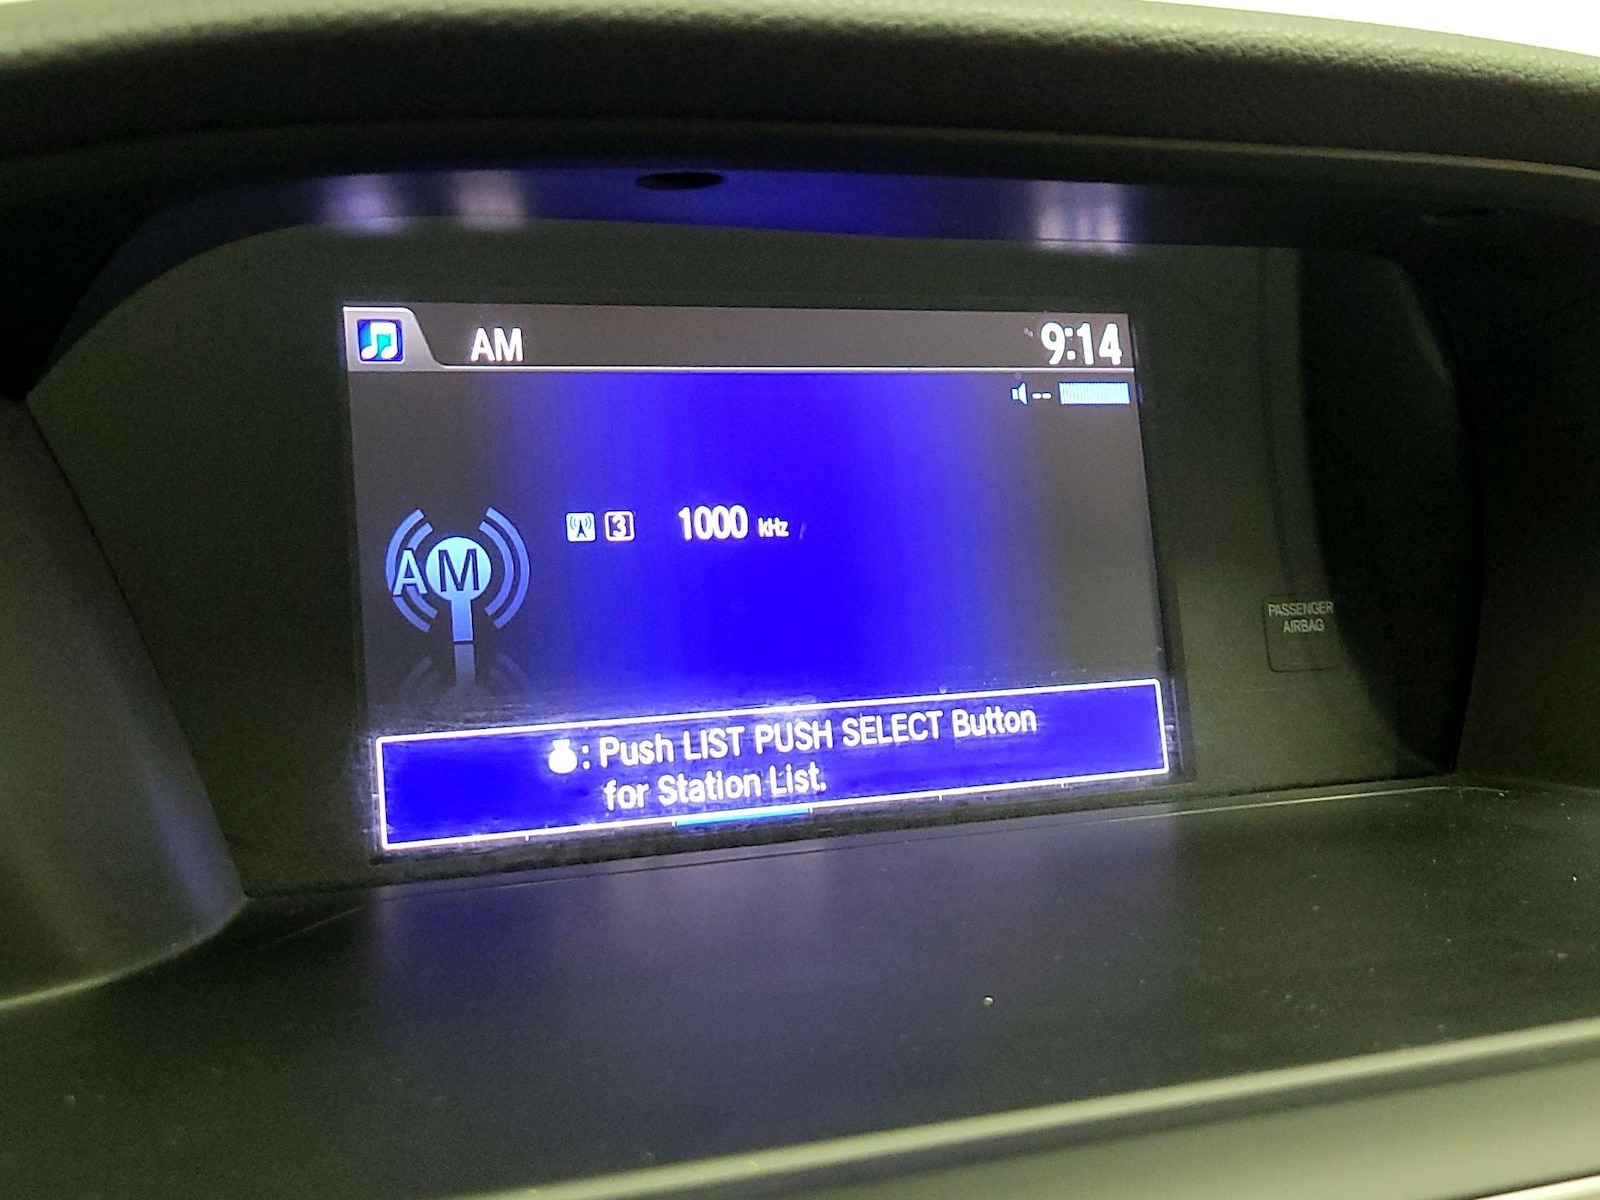 AM
9:14
--
3 1000 kHz
AM
PASSENGER
AIRBAG
: Push LIST PUSH SELECT Button
for Station List.